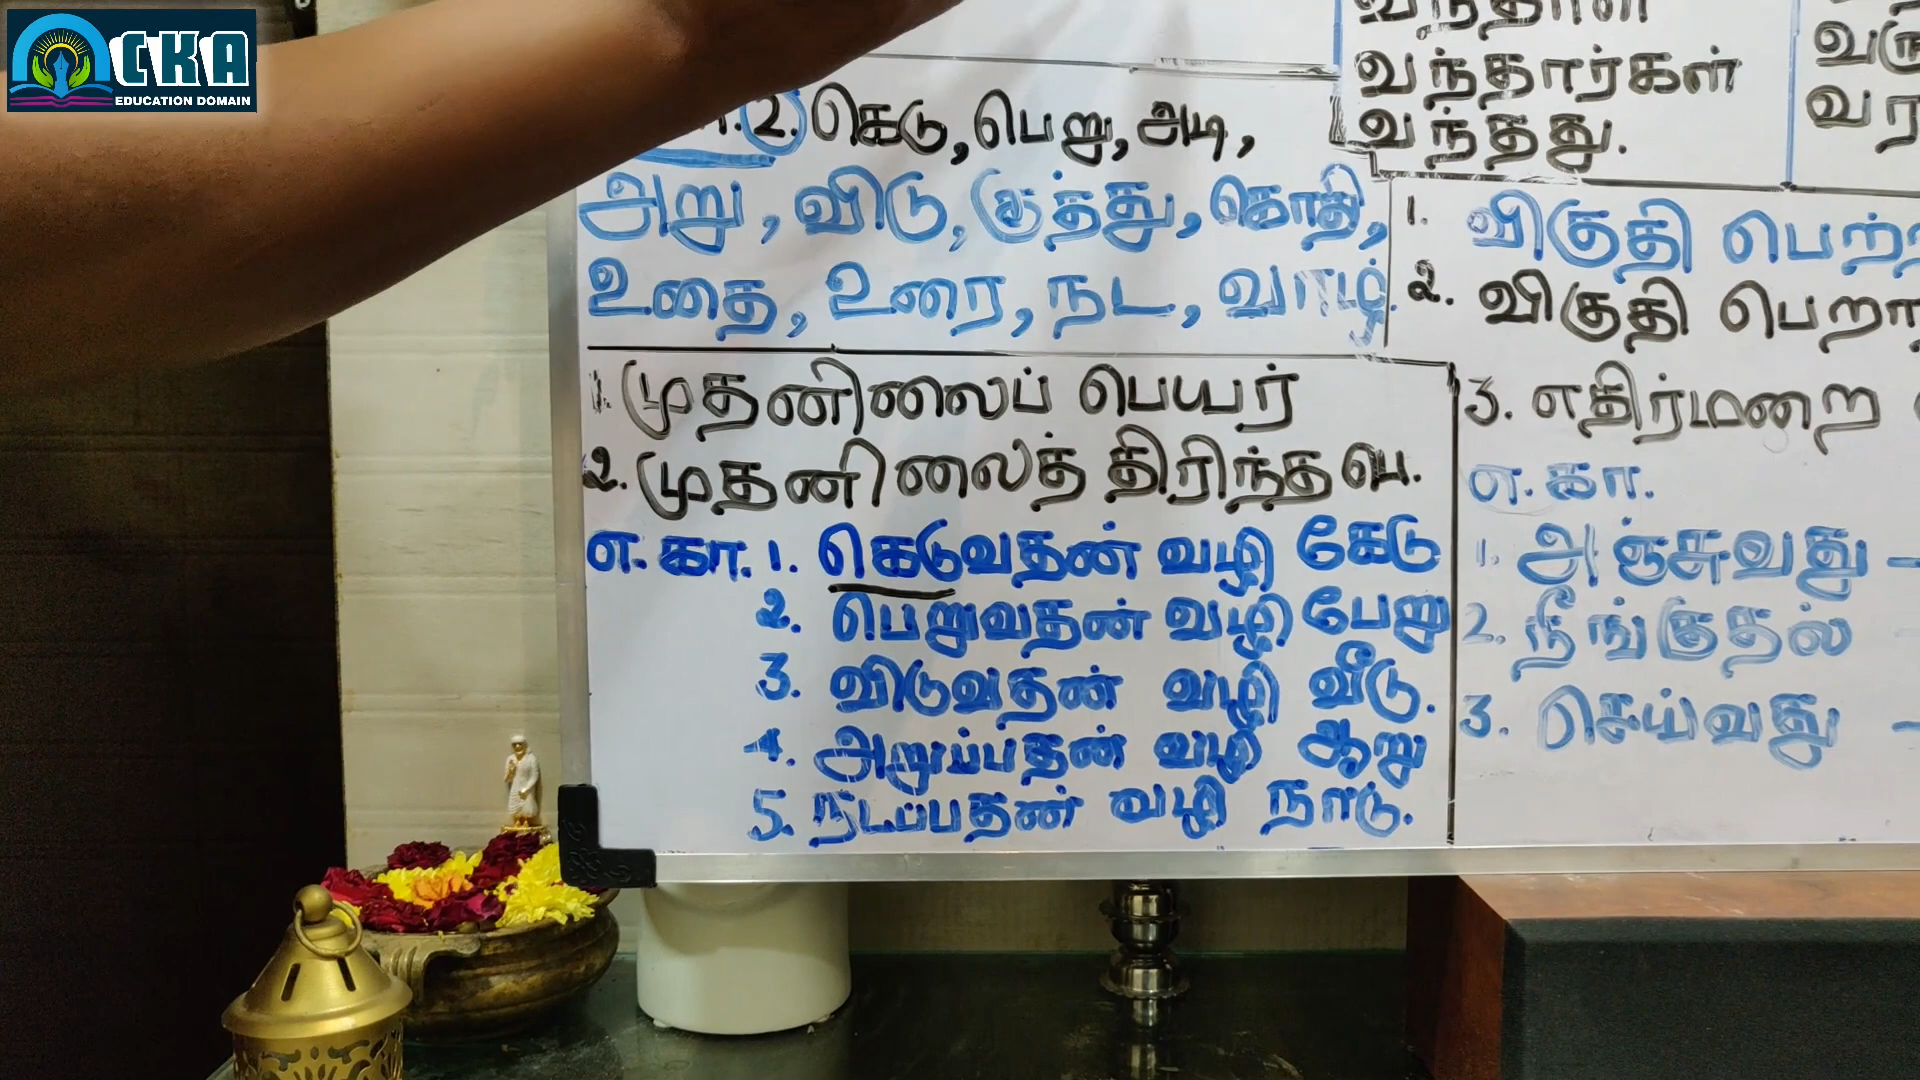 CKA
EDUCATION DOMAIN
2. கெடு, பெறு, அடி,
அறு, விடு, குத்து, கொதி,
உதை, உரை, நட, வாழ்.
1. முதனிலைப் பெயர்
2. முதனிலைத் திரிந்த பெ.
எ.கா. 1. கெடுவதன் வழி கேடு
2. பெறுவதன் வழி பேறு
3. விடுவதன் வழி வீடு.
4. அறுப்பதன் வழி ஆறு
5. நடப்பதன் வழி நாடு.
வந்தார்கள்
வந்தது.
1. விகுதி
2. விகுதி
3. எதிர்மறை
எ.கா.
1. அஞ்சுவது –
2. நீங்குதல் –
3. செய்வது –